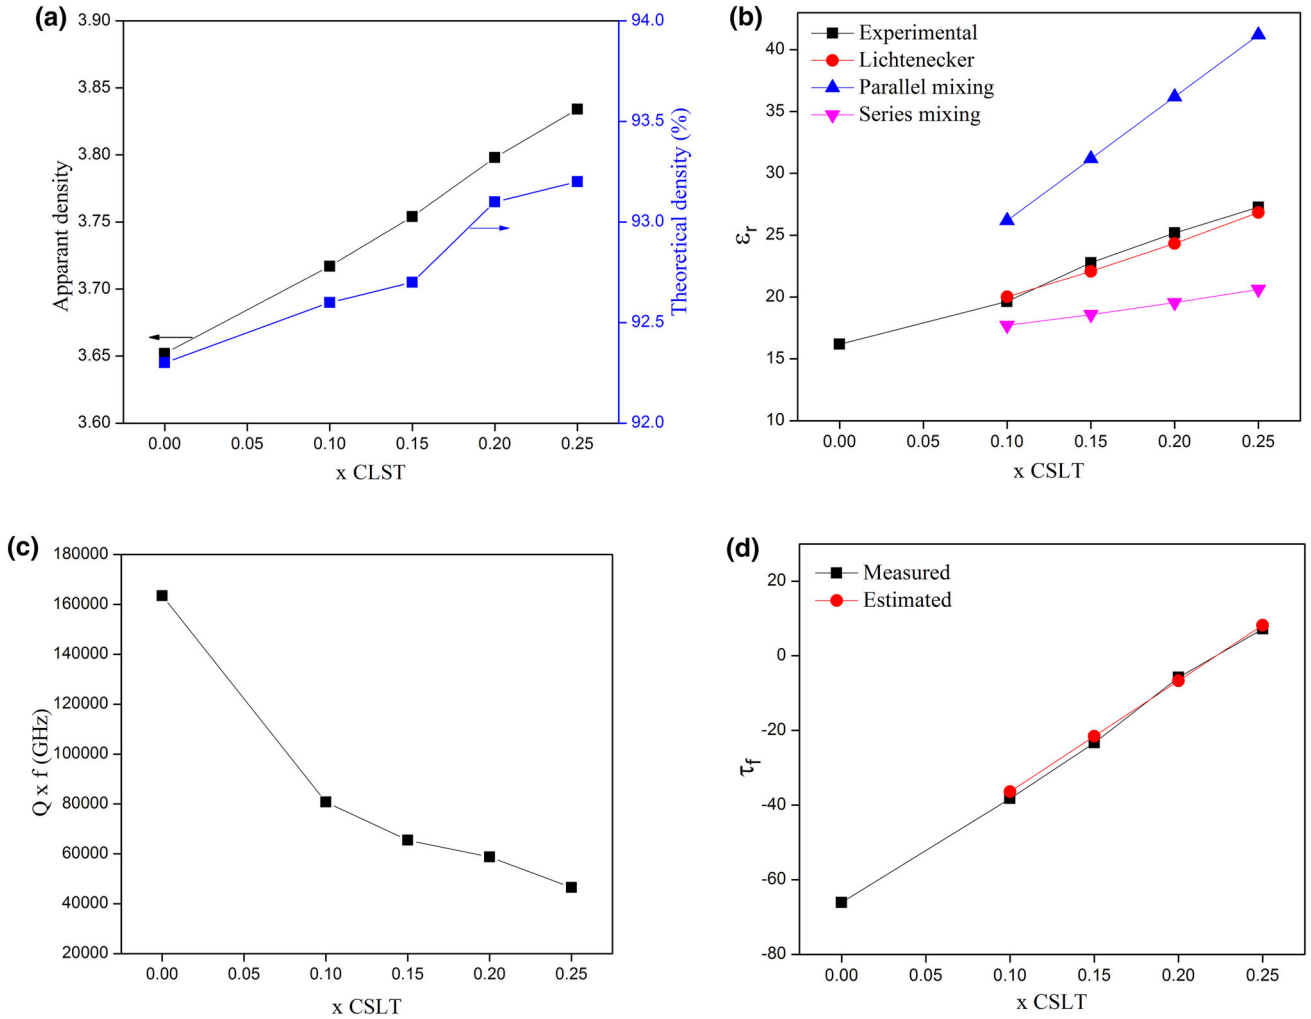 (a)
3.90
3.85
3.80
3.75
3.70
3.65
3.60
Apparant density
94.0
93.5
93.0
92.5
92.0
Theoretical density (%)
0.00 0.05 0.10 0.15 0.20 0.25
x CLST
(b)
Experimental
Lichtenecker
Parallel mixing
Series mixing
40
35
30
25
20
15
10
εr
0.00 0.05 0.10 0.15 0.20 0.25
x CSLT
(c)
180000
160000
140000
120000
100000
80000
60000
40000
20000
Q x f (GHz)
0.00 0.05 0.10 0.15 0.20 0.25
x CSLT
(d)
Measured
Estimated
20
0
-20
-40
-60
-80
τf
0.00 0.05 0.10 0.15 0.20 0.25
x CSLT